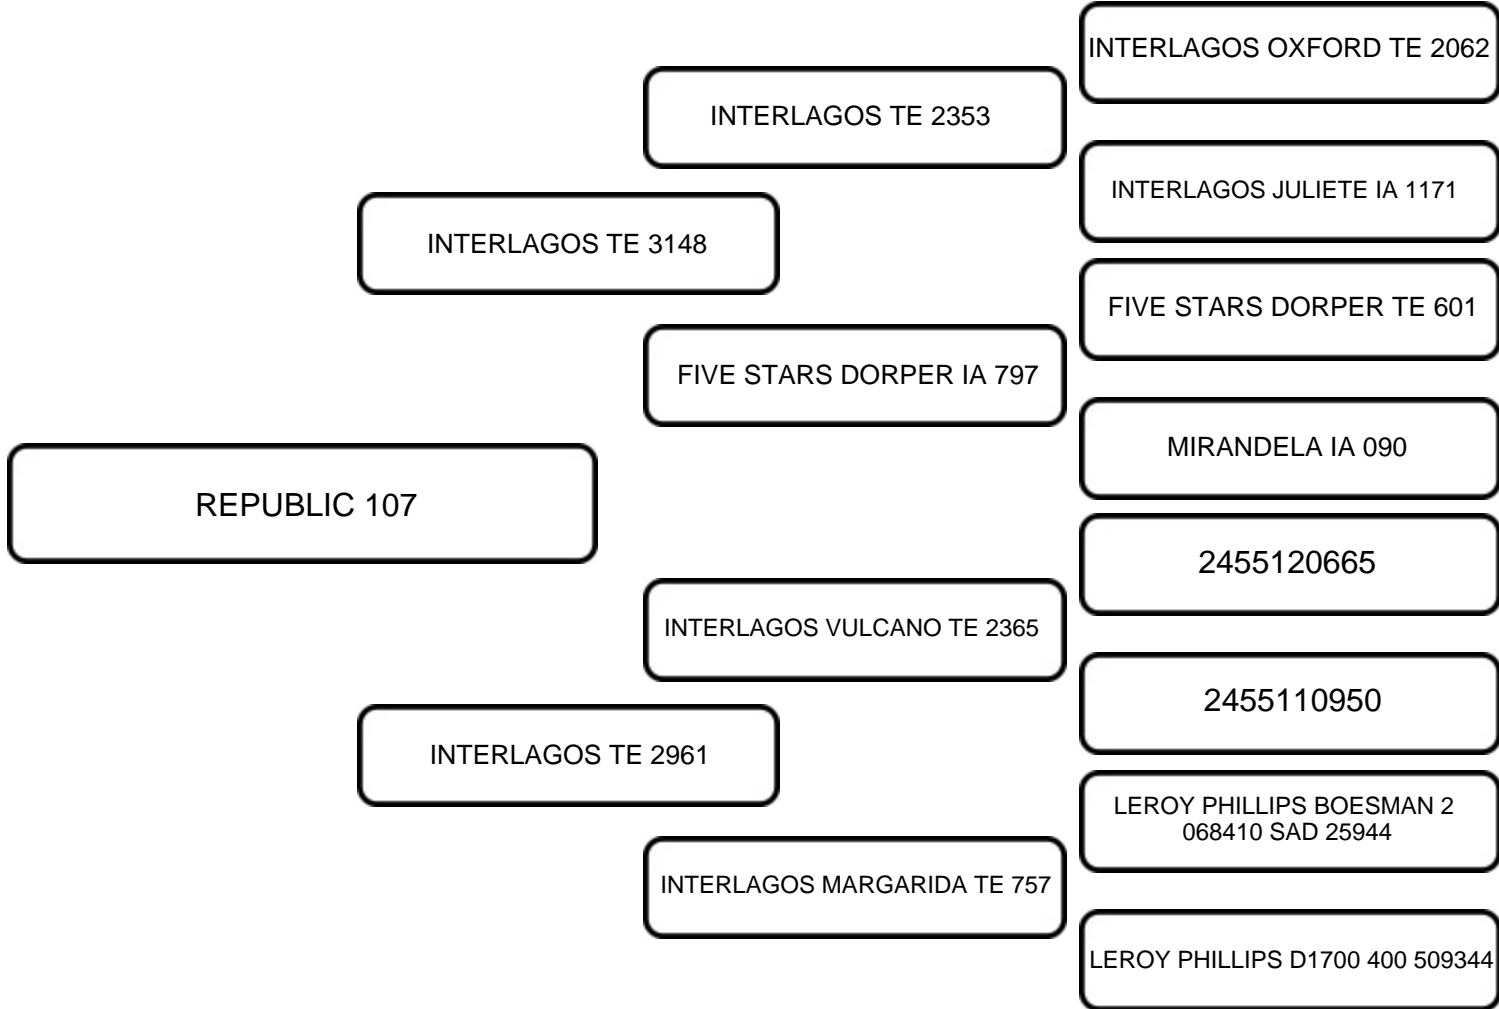 INTERLAGOS OXFORD TE 2062
INTERLAGOS TE 2353
INTERLAGOS JULIETE IA 1171
INTERLAGOS TE 3148
FIVE STARS DORPER TE 601
FIVE STARS DORPER IA 797
MIRANDELA IA 090
REPUBLIC 107
2455120665
INTERLAGOS VULCANO TE 2365
2455110950
INTERLAGOS TE 2961
LEROY PHILLIPS BOESMAN 2
068410 SAD 25944
INTERLAGOS MARGARIDA TE 757
LEROY PHILLIPS D1700 400 509344